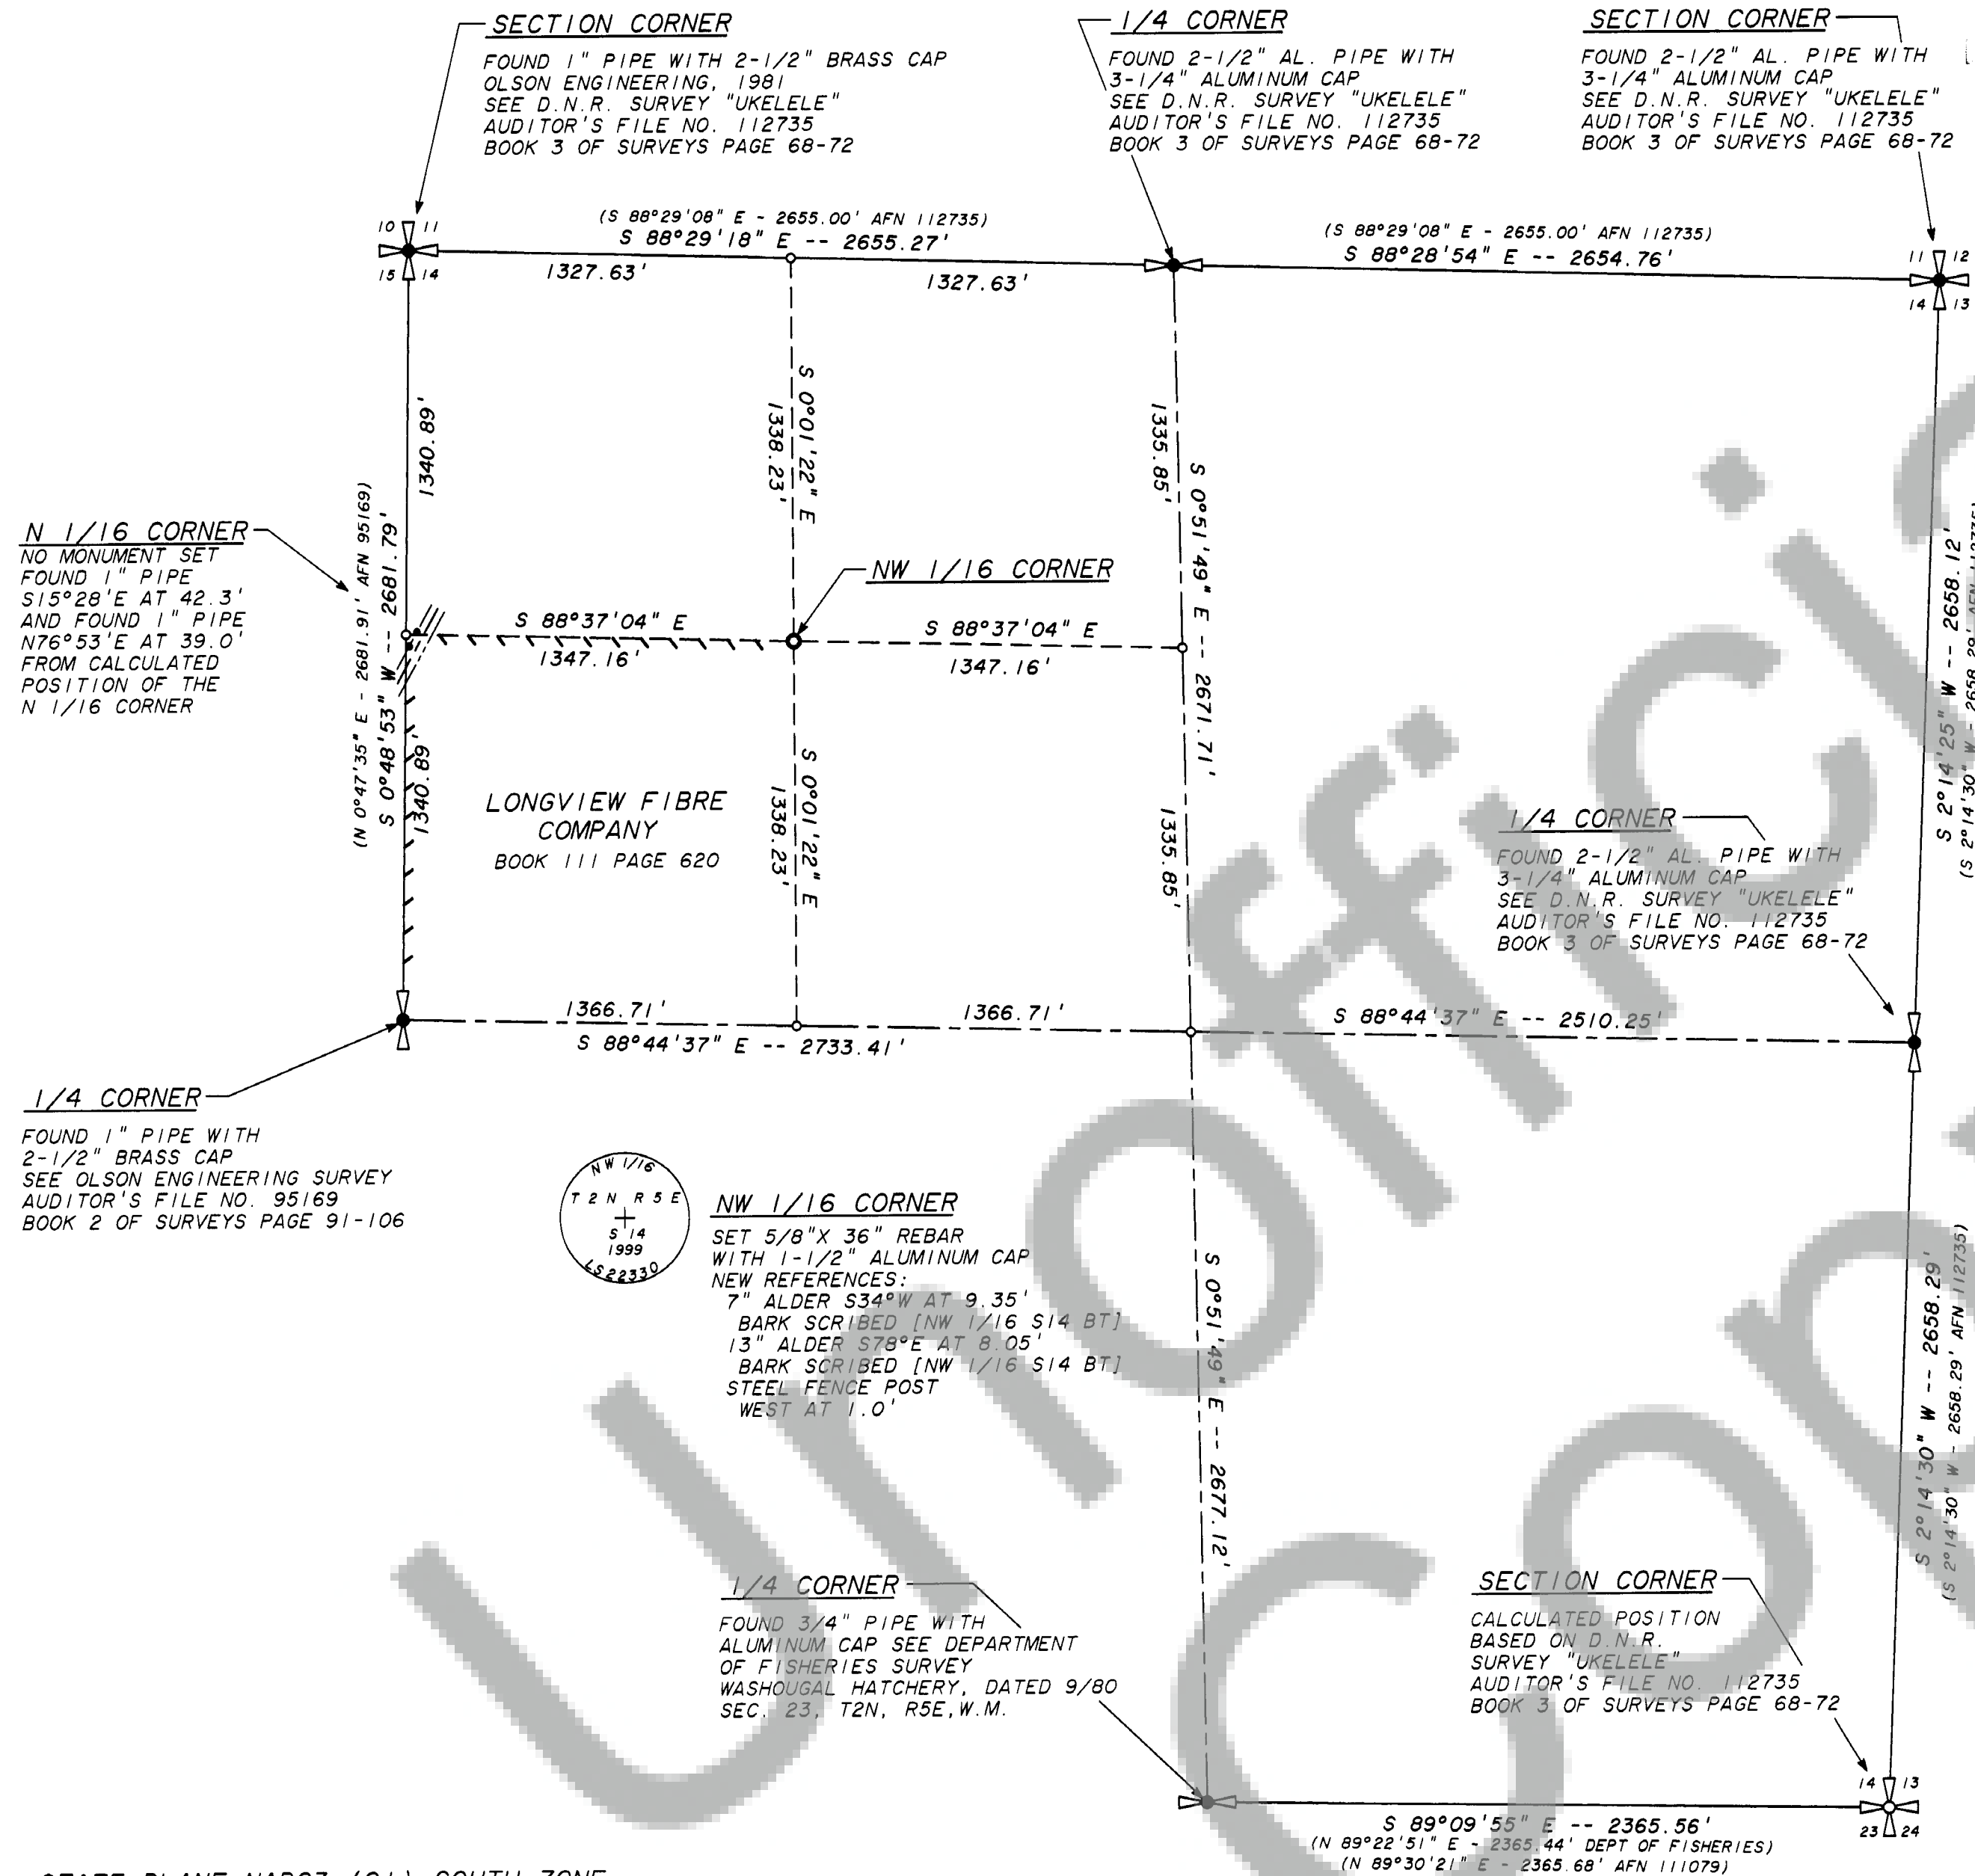 SECTION CORNER
FOUND 1" PIPE WITH 2-1/2" BRASS CAP
OLSON ENGINEERING, 1981
SEE D.N.R. SURVEY "UKELELE"
AUDITOR'S FILE NO. 112735
BOOK 3 OF SURVEYS PAGE 68-72
1/4 CORNER
FOUND 2-1/2" AL. PIPE WITH
3-1/4" ALUMINUM CAP
SEE D.N.R. SURVEY "UKELELE"
AUDITOR'S FILE NO. 112735
BOOK 3 OF SURVEYS PAGE 68-72
SECTION CORNER
FOUND 2-1/2" AL. PIPE WITH
3-1/4" ALUMINUM CAP
SEE D.N.R. SURVEY "UKELELE"
AUDITOR'S FILE NO. 112735
BOOK 3 OF SURVEYS PAGE 68-72
10 11
15 14
(S 88°29'08" E - 2655.00' AFN 112735)
S 88°29'18" E -- 2655.27'
1327.63'
1327.63'
(S 88°29'08" E - 2655.00' AFN 112735)
S 88°28'54" E -- 2654.76'
11 12
14 13
1340.89'
S 0°01'22" E
1338.23'
1335.85'
S 0°51'49" E -- 2671.71'
N 1/16 CORNER
NO MONUMENT SET
FOUND 1" PIPE
S15°28'E AT 42.3'
AND FOUND 1" PIPE
N76°53'E AT 39.0'
FROM CALCULATED
POSITION OF THE
N 1/16 CORNER
(N 0°47'35" E - 2681.91' AFN 95169)
S 0°48'53" W -- 2681.79'
NW 1/16 CORNER
S 88°37'04" E
1347.16'
S 88°37'04" E
1347.16'
S 2°14'25" W -- 2658.12'
(S 2°14'30" W - 2658.29' AFN 112735)
1340.89'
LONGVIEW FIBRE
COMPANY
BOOK 111 PAGE 620
S 0°01'22" E
1338.23'
1335.85'
1/4 CORNER
FOUND 2-1/2" AL. PIPE WITH
3-1/4" ALUMINUM CAP
SEE D.N.R. SURVEY "UKELELE"
AUDITOR'S FILE NO. 112735
BOOK 3 OF SURVEYS PAGE 68-72
1366.71'
1366.71'
S 88°44'37" E -- 2733.41'
S 88°44'37" E -- 2510.25'
1/4 CORNER
FOUND 1" PIPE WITH
2-1/2" BRASS CAP
SEE OLSON ENGINEERING SURVEY
AUDITOR'S FILE NO. 95169
BOOK 2 OF SURVEYS PAGE 91-106
NW 1/16
T 2 N R 5 E
S 14
1999
LS22330
NW 1/16 CORNER
SET 5/8"X 36" REBAR
WITH 1-1/2" ALUMINUM CAP
NEW REFERENCES:
7" ALDER S34°W AT 9.35'
BARK SCRIBED [NW 1/16 S14 BT]
13" ALDER S78°E AT 8.05'
BARK SCRIBED [NW 1/16 S14 BT]
STEEL FENCE POST
WEST AT 1.0'
S 0°51'49" E -- 2677.12'
S 2°14'30" W -- 2658.29'
(S 2°14'30" W - 2658.29' AFN 112735)
1/4 CORNER
FOUND 3/4" PIPE WITH
ALUMINUM CAP SEE DEPARTMENT
OF FISHERIES SURVEY
WASHOUGAL HATCHERY, DATED 9/80
SEC. 23, T2N, R5E,W.M.
SECTION CORNER
CALCULATED POSITION
BASED ON D.N.R.
SURVEY "UKELELE"
AUDITOR'S FILE NO. 112735
BOOK 3 OF SURVEYS PAGE 68-72
14 13
23 24
S 89°09'55" E -- 2365.56'
(N 89°22'51" E - 2365.44' DEPT OF FISHERIES)
(N 89°30'21" E - 2365.68' AFN 111079)
STATE PLANE NAD83 (91) SOUTH ZONE
Unoffici
Cop